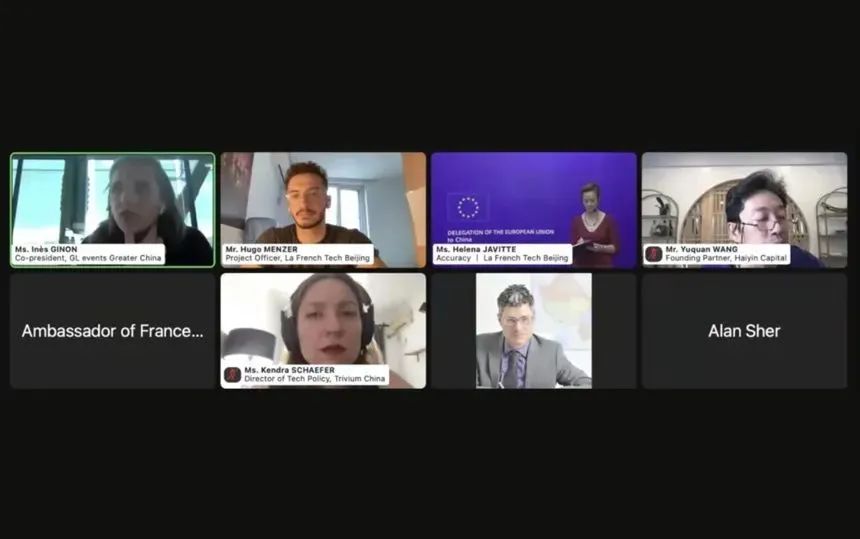 Ms. Inès GINON
Co-president, GL events Greater China
Mr. Hugo MENZER
Project Officer, La French Tech Beijing
DELEGATION OF THE EUROPEAN UNION
to China
Ms. Helena JAVITTE
Accuracy | La French Tech Beijing
Mr. Yuquan WANG
Founding Partner, Haiyin Capital
Ambassador of France...
Ms. Kendra SCHAEFER
Director of Tech Policy, Trivium China
Alan Sher